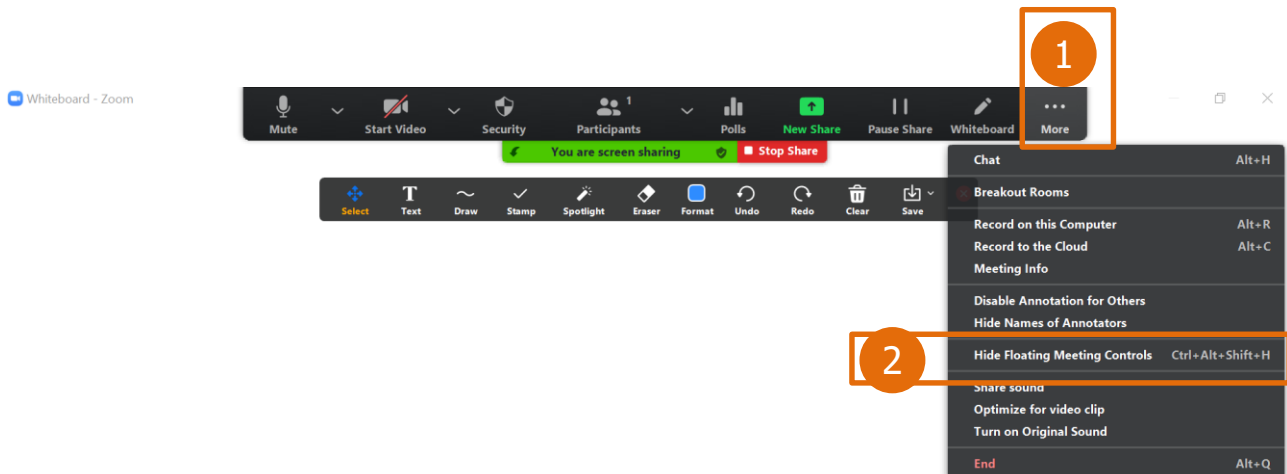 1
Whiteboard - Zoom
1
Mute Start Video Security Participants Polls New Share Pause Share Whiteboard More
You are screen sharing Stop Share
Chat Alt+H
Select Text Draw Stamp Spotlight Eraser Format Undo Redo Clear Save
Breakout Rooms
Record on this Computer Alt+R
Record to the Cloud Alt+C
Meeting Info
Disable Annotation for Others
Hide Names of Annotators
2
Hide Floating Meeting Controls Ctrl+Alt+Shift+H
Share sound
Optimize for video clip
Turn on Original Sound
End Alt+Q